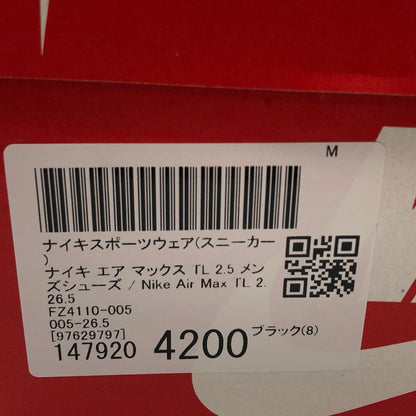 M
ナイキスポーツウェア(スニーカー
)
ナイキ エア マックス TL 2.5 メン
ズシューズ / Nike Air Max TL 2.
26.5
FZ4110-005
005-26.5
[97629797]
147920 4200 ブラック(8)